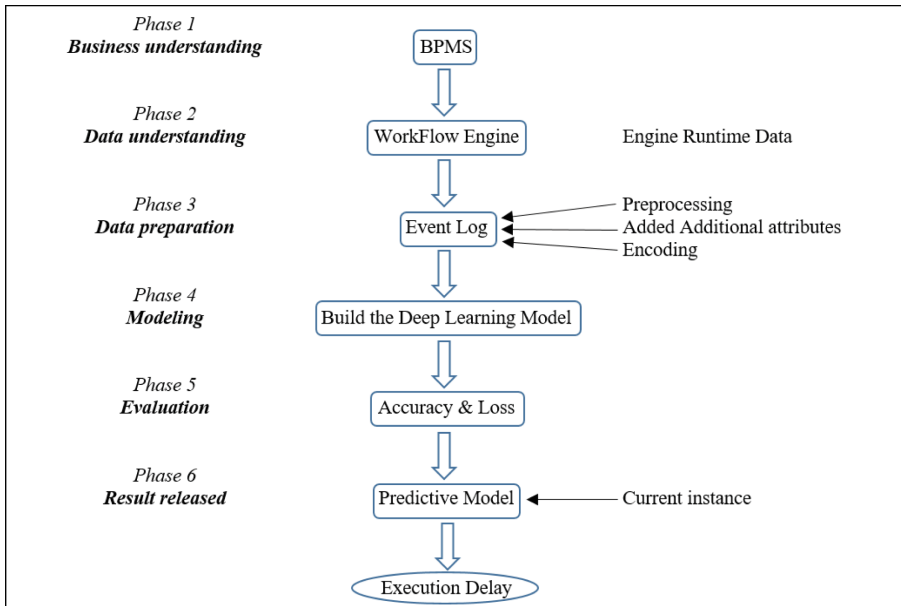 Phase 1
Business understanding
BPMS
Phase 2
Data understanding
WorkFlow Engine
Engine Runtime Data
Phase 3
Data preparation
Event Log
Preprocessing
Added Additional attributes
Encoding
Phase 4
Modeling
Build the Deep Learning Model
Phase 5
Evaluation
Accuracy & Loss
Phase 6
Result released
Predictive Model
Current instance
Execution Delay